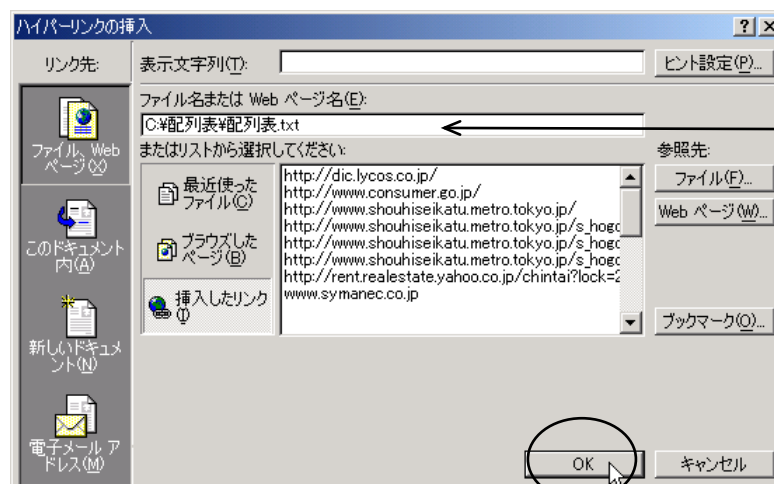 ハイパーリンクの挿入
リンク先:
表示文字列(T):
ヒント設定(P)...
ファイル名または Web ページ名(E):
C:¥配列表¥配列表.txt
ファイル、Web
ページ(X)
またはリストから選択してください:
参照先:
最近使った
ファイル(C)
ブラウズした
ページ(B)
挿入したリンク
(I)
http://dic.lycos.co.jp/
http://www.consumer.go.jp/
http://www.shouhiseikatu.metro.tokyo.jp/
http://www.shouhiseikatu.metro.tokyo.jp/s_hogo
http://www.shouhiseikatu.metro.tokyo.jp/s_hogo
http://www.shouhiseikatu.metro.tokyo.jp/s_hogo
http://rent.realestate.yahoo.co.jp/chintai?lock=2
www.symanec.co.jp
ファイル(F)...
Web ページ(W)...
ブックマーク(O)...
このドキュメント
内(A)
新しいドキュメ
ント(N)
電子メール ア
ドレス(M)
OK
キャンセル